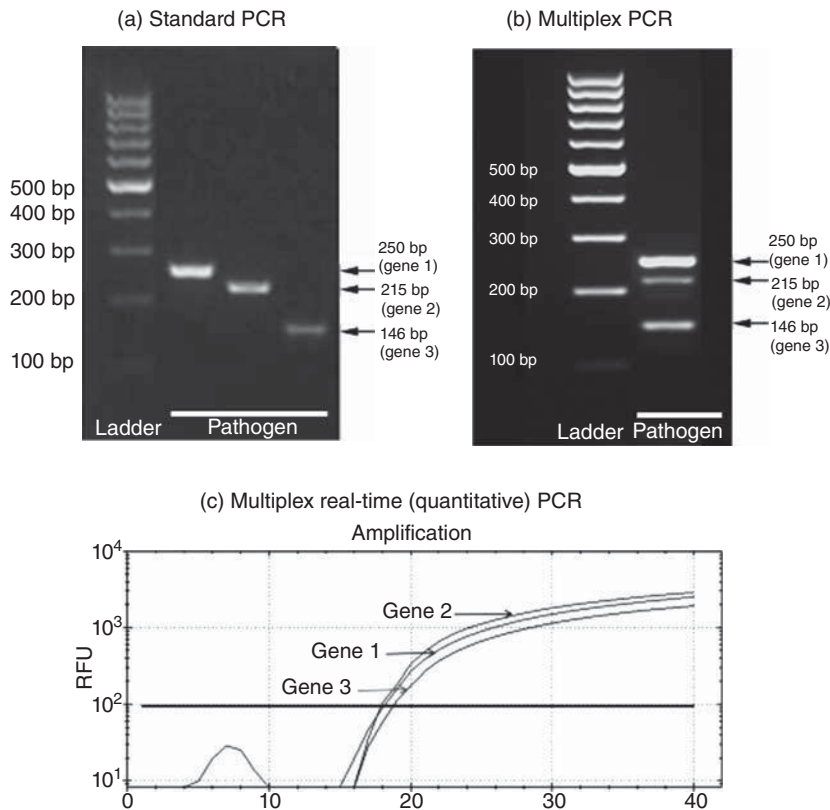 (a) Standard PCR
500 bp
400 bp
300 bp
200 bp
100 bp
250 bp
(gene 1)
215 bp
(gene 2)
146 bp
(gene 3)
Ladder
Pathogen
(b) Multiplex PCR
500 bp
400 bp
300 bp
200 bp
100 bp
250 bp
(gene 1)
215 bp
(gene 2)
146 bp
(gene 3)
Ladder
Pathogen
(c) Multiplex real-time (quantitative) PCR
Amplification
10⁴
10³
10²
10¹
RFU
Gene 2
Gene 1
Gene 3
0 10 20 30 40